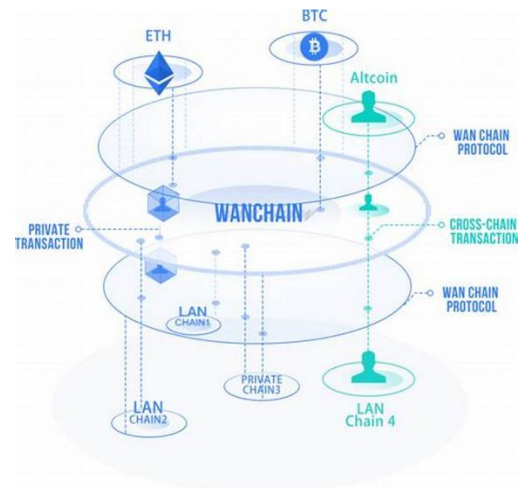 BTC
ETH
Altcoin
WAN CHAIN
PROTOCOL
WANCHAIN
PRIVATE
TRANSACTION
CROSS-CHAIN
TRANSACTION
WAN CHAIN
PROTOCOL
LAN
CHAIN1
PRIVATE
CHAIN3
LAN
CHAIN2
LAN
Chain 4